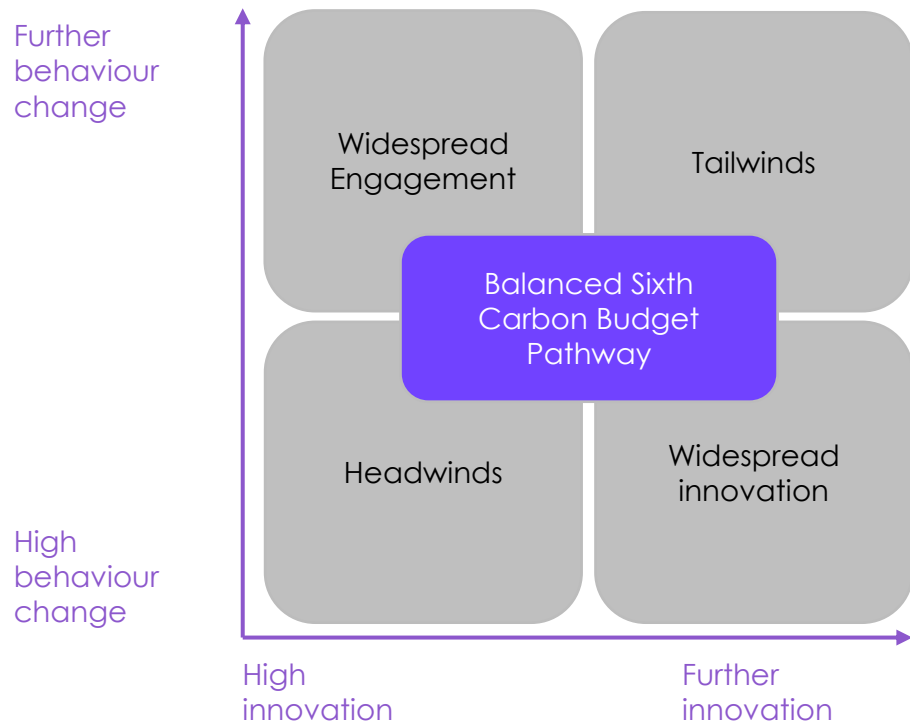 Further
behaviour
change
Widespread
Engagement
Tailwinds
Balanced Sixth
Carbon Budget
Pathway
Headwinds
Widespread
innovation
High
behaviour
change
High
innovation
Further
innovation